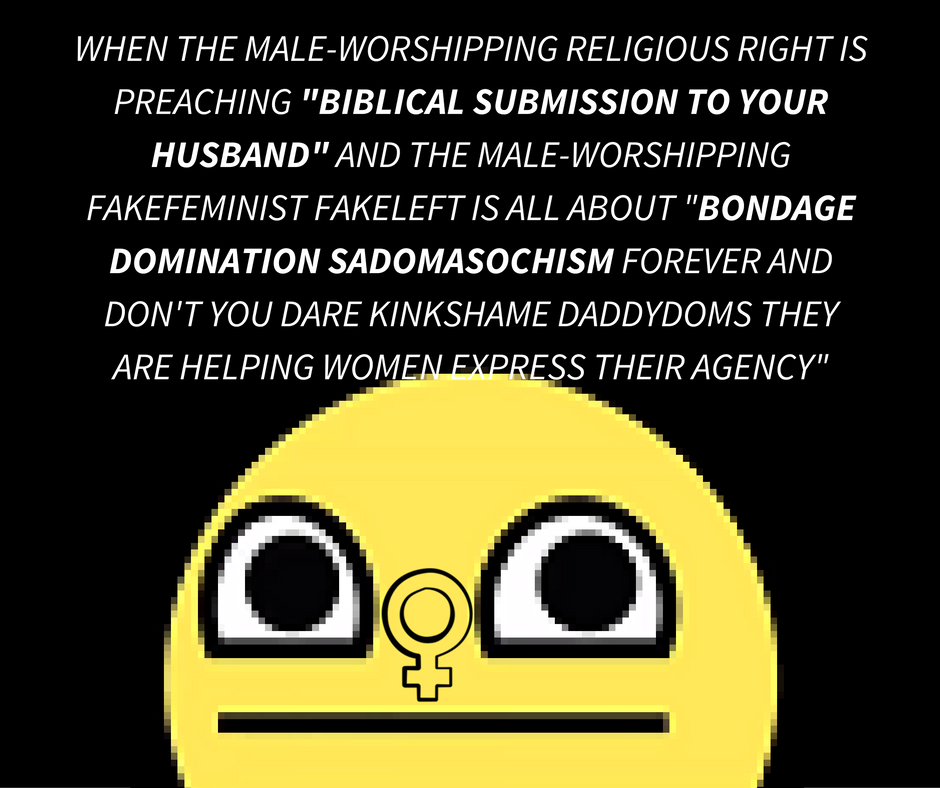 WHEN THE MALE-WORSHIPPING RELIGIOUS RIGHT IS
PREACHING "BIBLICAL SUBMISSION TO YOUR
HUSBAND" AND THE MALE-WORSHIPPING
FAKEFEMINIST FAKELEFT IS ALL ABOUT "BONDAGE
DOMINATION SADOMASOCHISM FOREVER AND
DON'T YOU DARE KINKSHAME DADDYDOMS THEY
ARE HELPING WOMEN EXPRESS THEIR AGENCY"